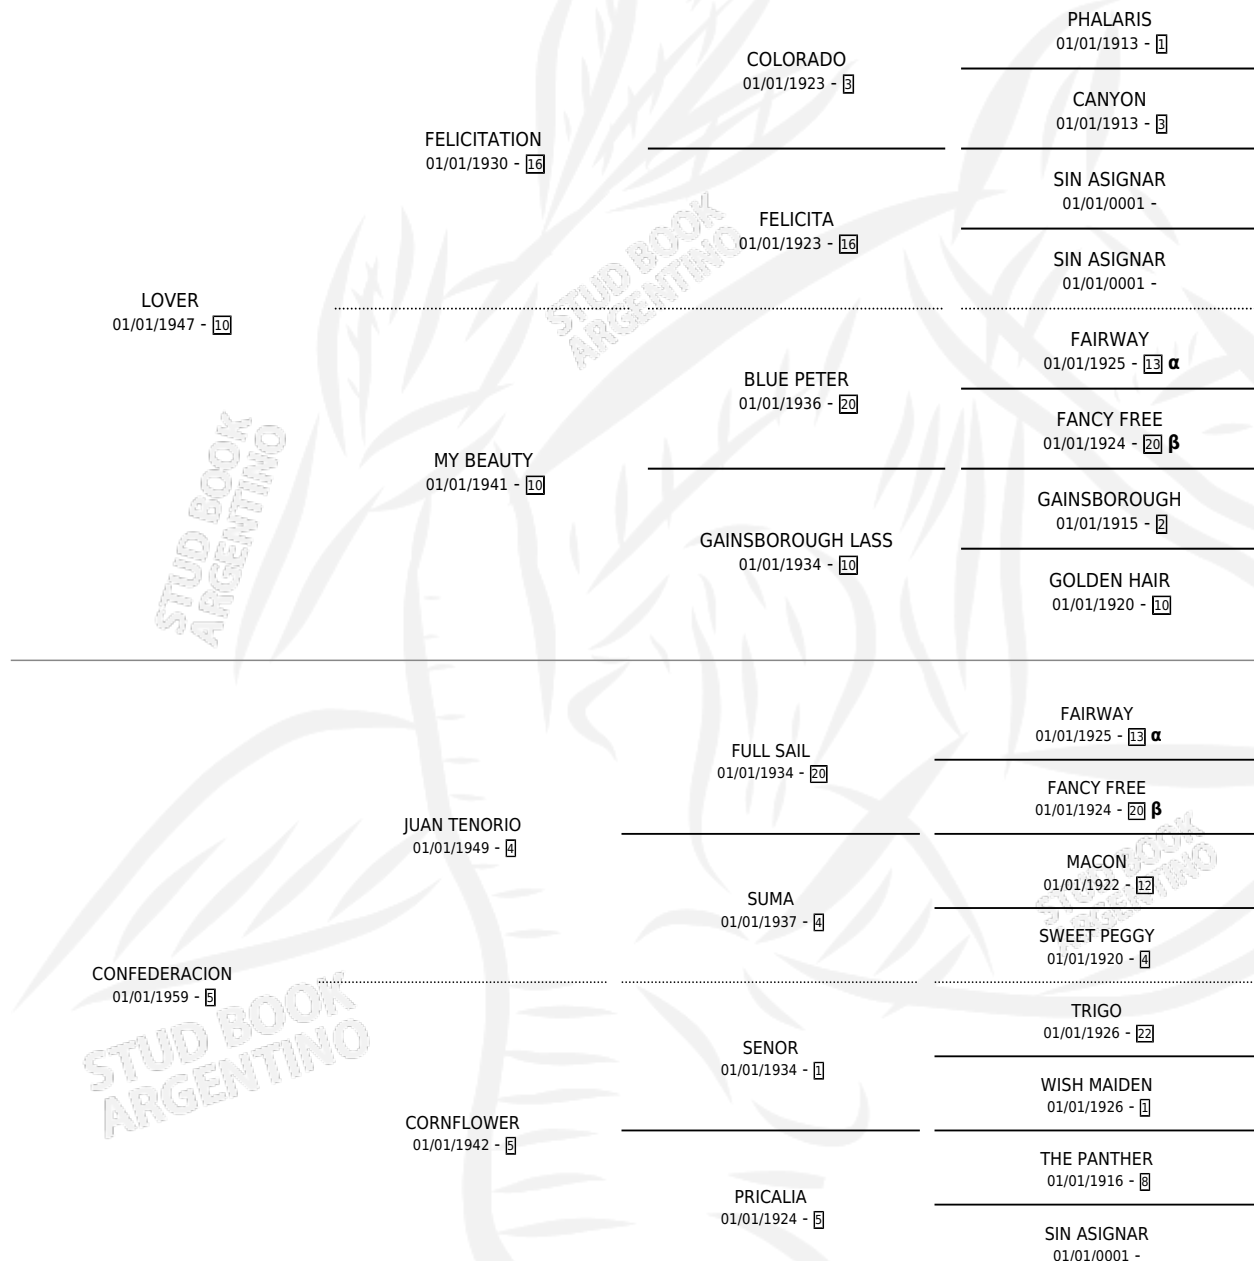 PHALARIS
01/01/1913 - 1
COLORADO
01/01/1923 - 3
CANYON
01/01/1913 - 3
FELICITATION
01/01/1930 - 16
SIN ASIGNAR
01/01/0001 -
FELICITA
01/01/1923 - 16
SIN ASIGNAR
01/01/0001 -
LOVER
01/01/1947 - 10
FAIRWAY
01/01/1925 - 13 α
BLUE PETER
01/01/1936 - 20
FANCY FREE
01/01/1924 - 20 β
MY BEAUTY
01/01/1941 - 10
GAINSBOROUGH
01/01/1915 - 2
GAINSBOROUGH LASS
01/01/1934 - 10
GOLDEN HAIR
01/01/1920 - 10
FAIRWAY
01/01/1925 - 13 α
FULL SAIL
01/01/1934 - 20
FANCY FREE
01/01/1924 - 20 β
JUAN TENORIO
01/01/1949 - 4
MACON
01/01/1922 - 12
SUMA
01/01/1937 - 4
SWEET PEGGY
01/01/1920 - 4
CONFEDERACION
01/01/1959 - 5
TRIGO
01/01/1926 - 22
SENOR
01/01/1934 - 1
WISH MAIDEN
01/01/1926 - 1
CORNFLOWER
01/01/1942 - 5
THE PANTHER
01/01/1916 - 8
PRICALIA
01/01/1924 - 5
SIN ASIGNAR
01/01/0001 -
STUD BOOK
ARGENTINO
STUD BOOK
ARGENTINO
STUD BOOK
ARGENTINO
STUD BOOK
ARGENTINO